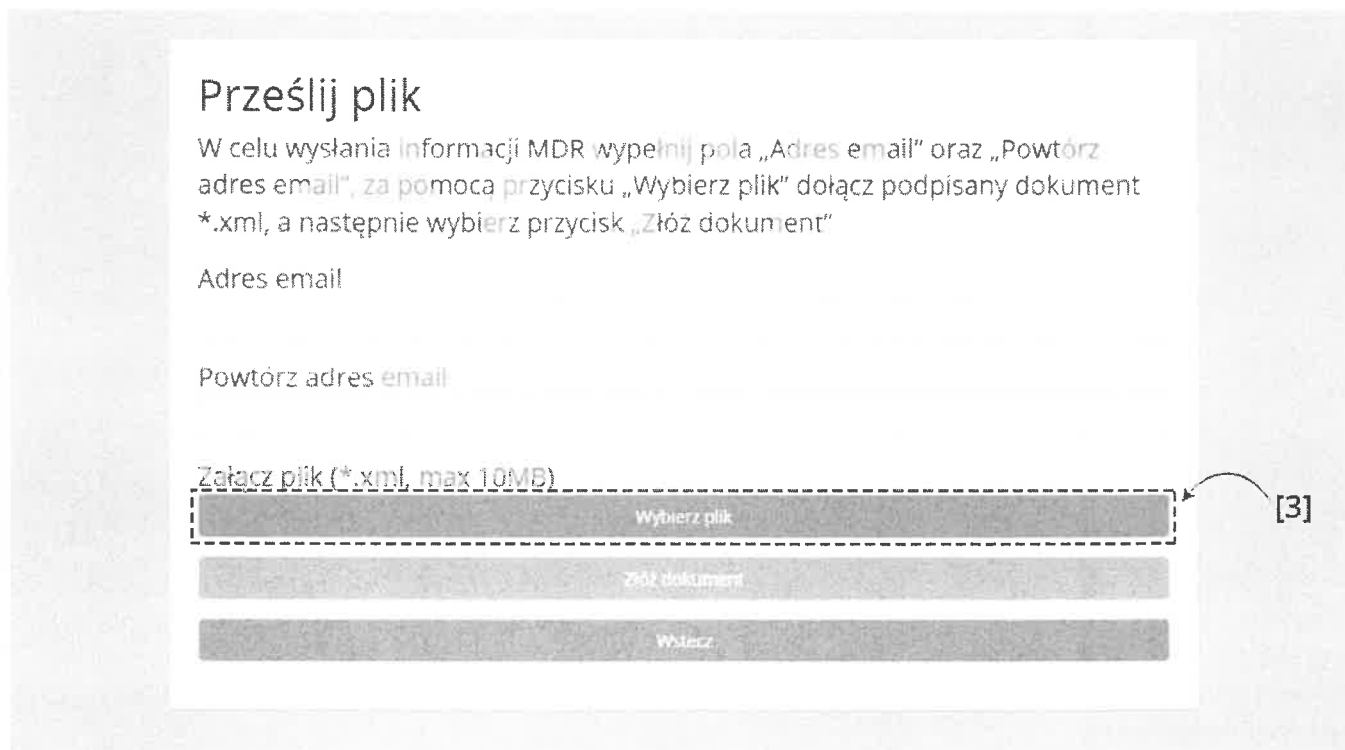 Prześlij plik
W celu wysłania informacji MDR wypełnij pola „Adres email" oraz „Powtórz
adres email", za pomocą przycisku „Wybierz plik" dołącz podpisany dokument
*.xml, a następnie wybierz przycisk „Złóż dokument"
Adres email
Powtórz adres email
Załącz plik (*.xml, max 10MB)
Wybierz plik
[3]
Złóż dokument
Wstecz